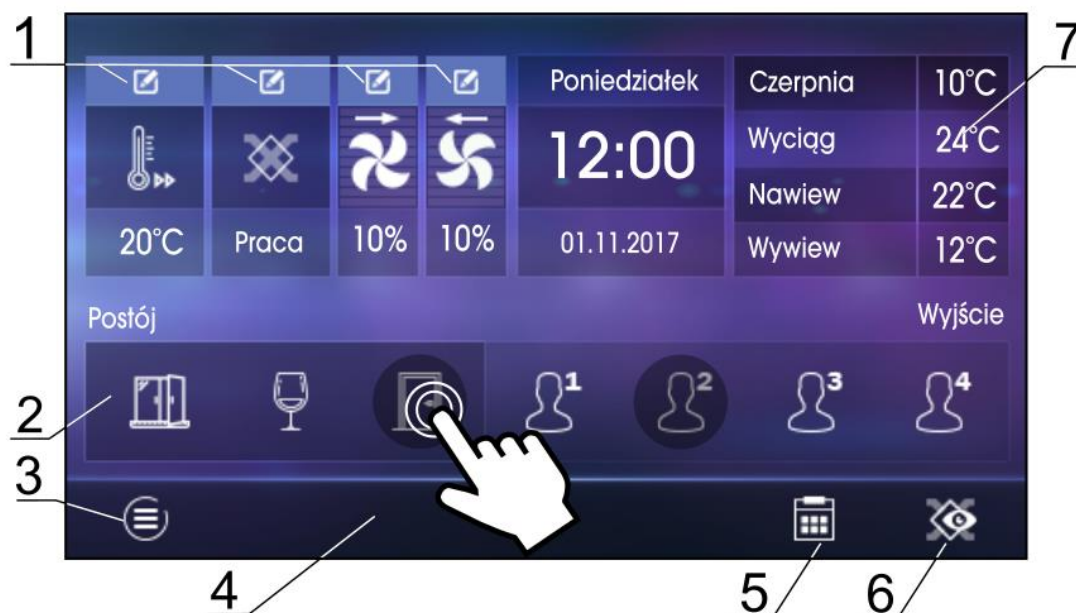 1
7
Poniedziałek
Czerpnia 10°C
12:00
Wyciąg 24°C
Nawiew 22°C
20°C Praca 10% 10% 01.11.2017 Wywiew 12°C
Postój Wyjście
1 2 3 4
2
3
4 5 6